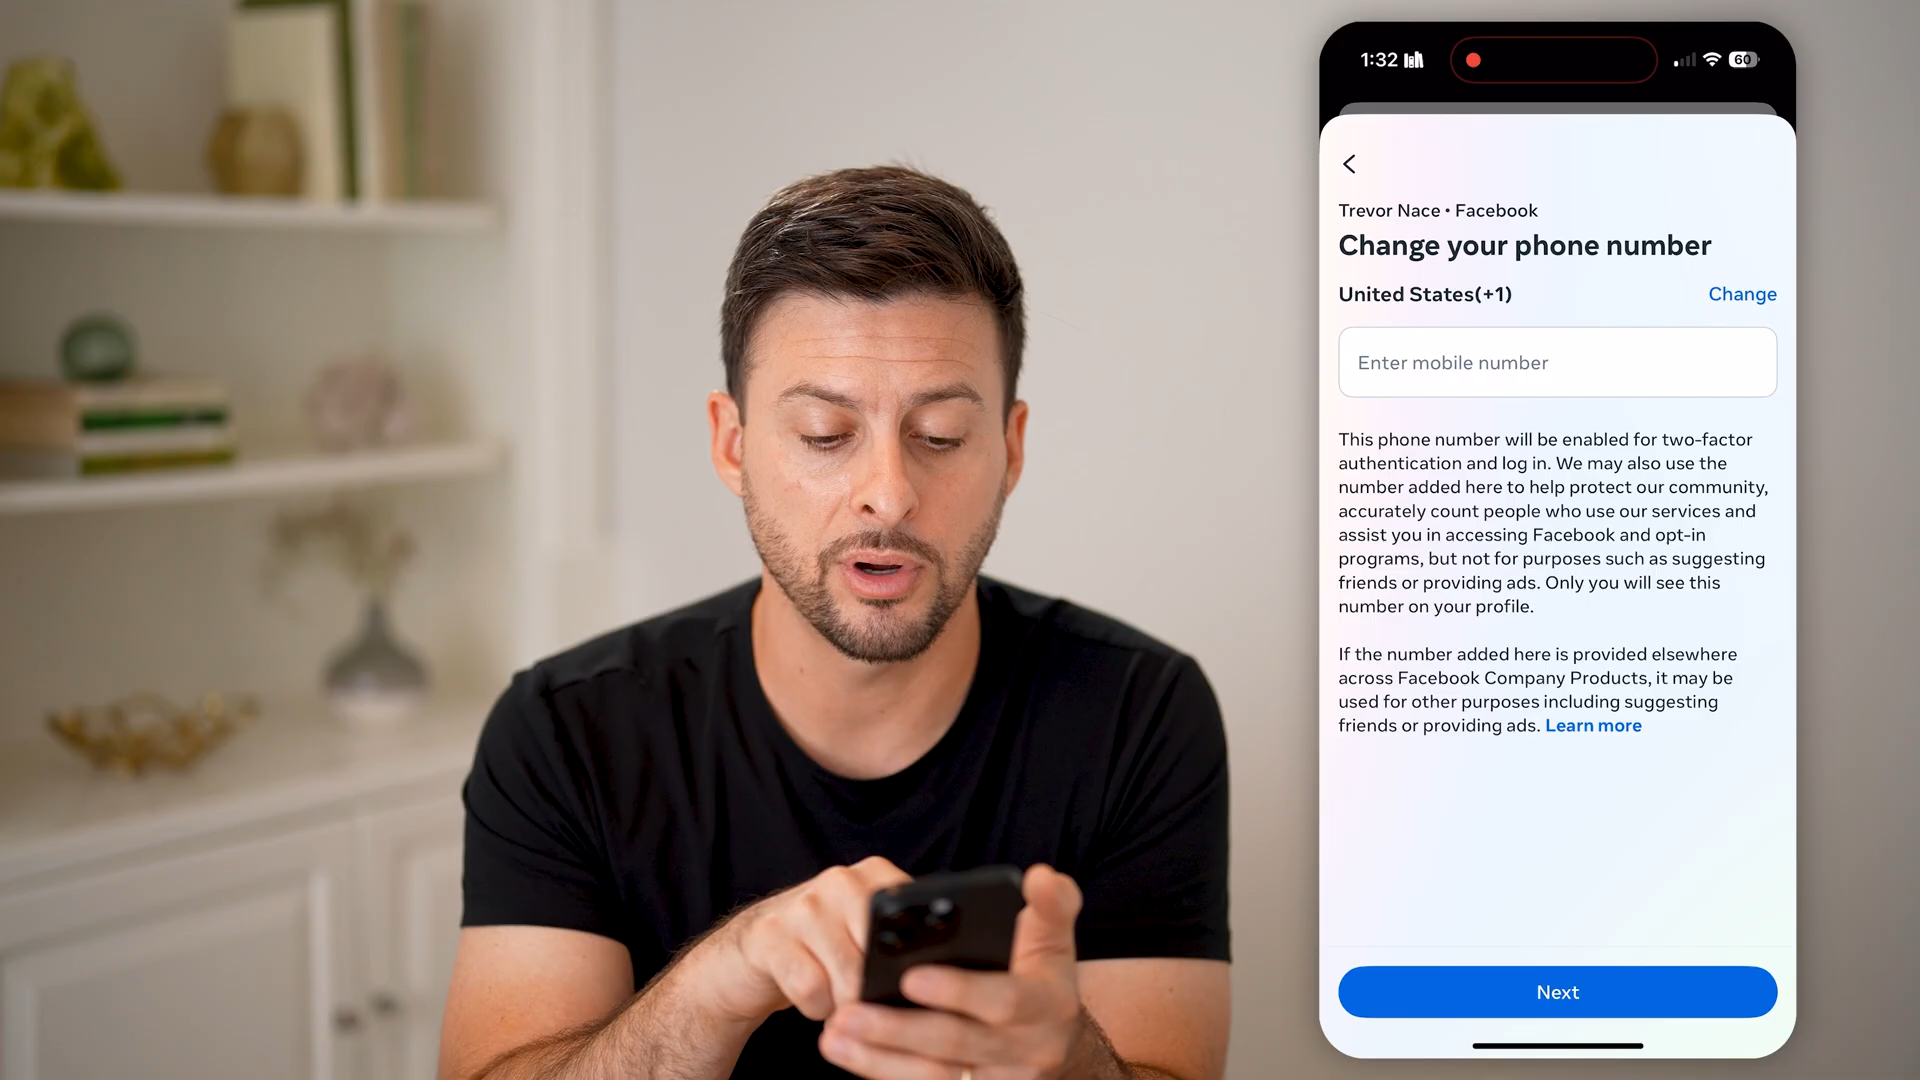 1:32
60
Trevor Nace • Facebook
Change your phone number
United States(+1)
Change
Enter mobile number
This phone number will be enabled for two-factor
authentication and log in. We may also use the
number added here to help protect our community,
accurately count people who use our services and
assist you in accessing Facebook and opt-in
programs, but not for purposes such as suggesting
friends or providing ads. Only you will see this
number on your profile.
If the number added here is provided elsewhere
across Facebook Company Products, it may be
used for other purposes including suggesting
friends or providing ads. Learn more
Next